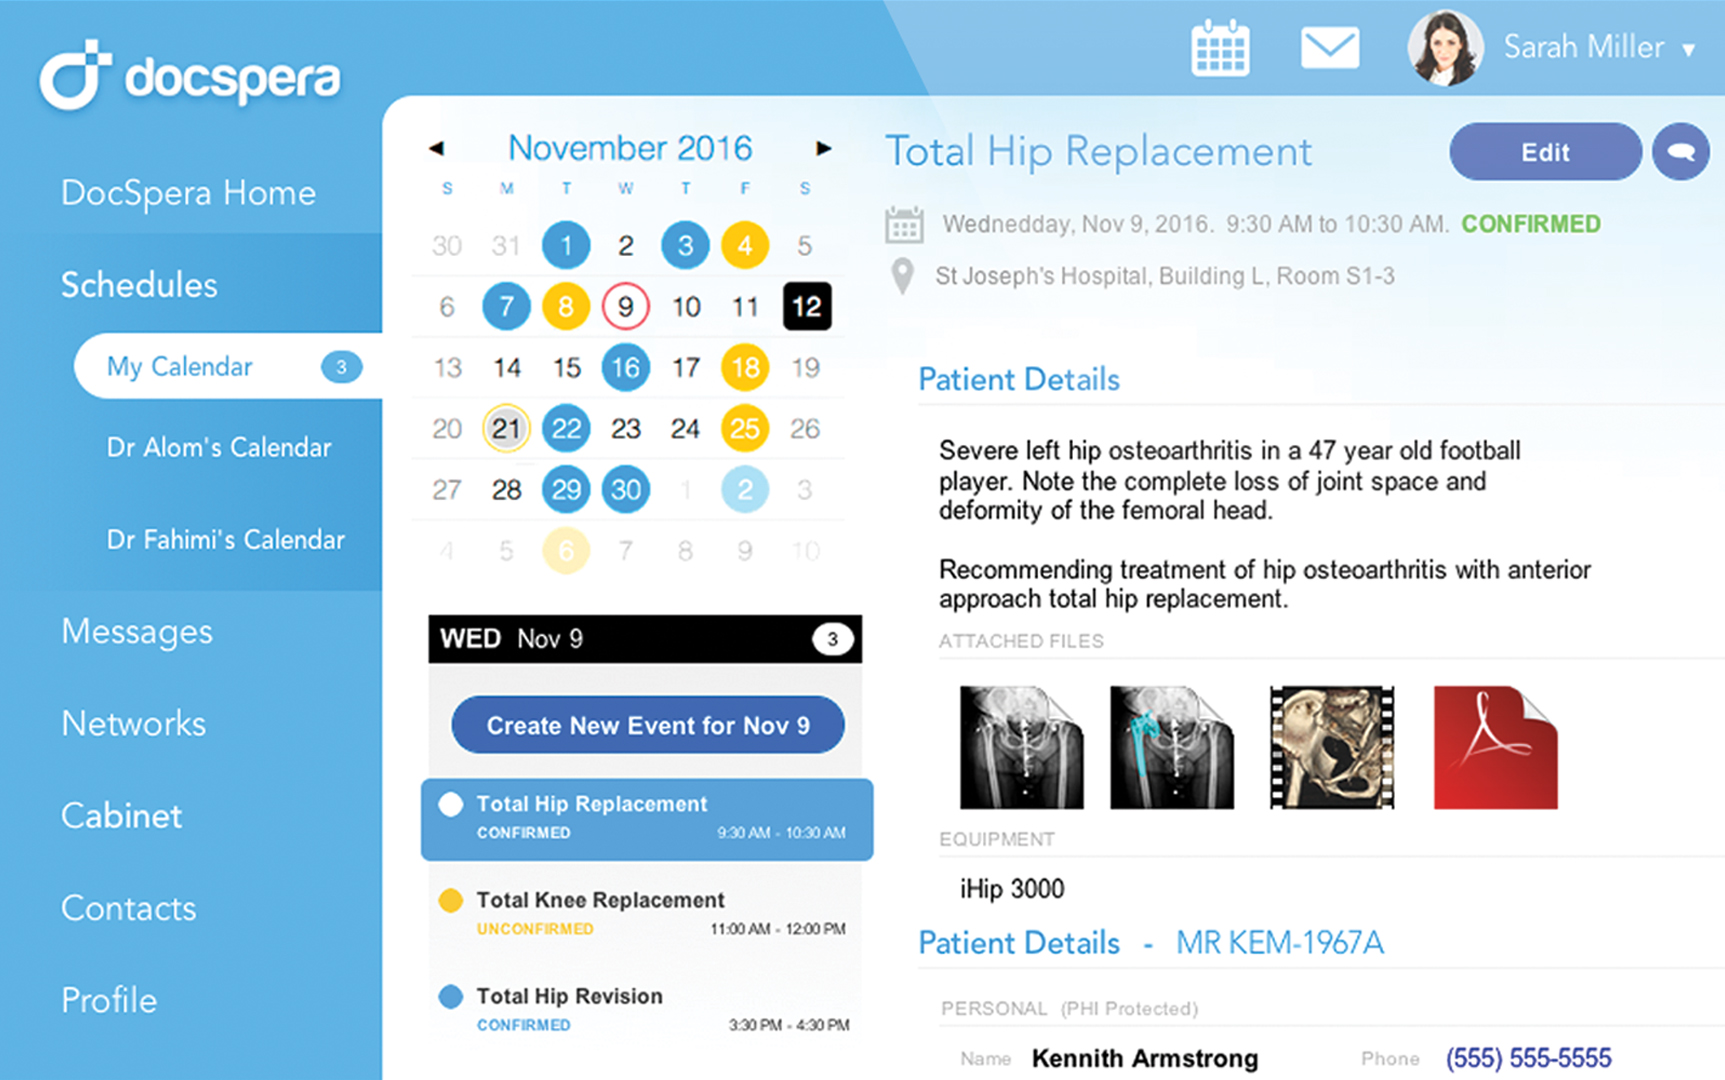 docspera
Sarah Miller ▼
DocSpera Home
Schedules
My Calendar 3
Dr Alom's Calendar
Dr Fahimi's Calendar
Messages
Networks
Cabinet
Contacts
Profile
◀ November 2016 ▶
S M T W T F S
30 31 1 2 3 4 5
6 7 8 9 10 11 12
13 14 15 16 17 18 19
20 21 22 23 24 25 26
27 28 29 30 1 2 3
4 5 6 7 8 9 10
WED Nov 9 3
Create New Event for Nov 9
Total Hip Replacement
CONFIRMED 9:30 AM - 10:30 AM
Total Knee Replacement
UNCONFIRMED 11:00 AM - 12:00 PM
Total Hip Revision
CONFIRMED 3:30 PM - 4:30 PM
Total Hip Replacement
Edit
Wednedday, Nov 9, 2016. 9:30 AM to 10:30 AM. CONFIRMED
St Joseph's Hospital, Building L, Room S1-3
Patient Details
Severe left hip osteoarthritis in a 47 year old football
player. Note the complete loss of joint space and
deformity of the femoral head.
Recommending treatment of hip osteoarthritis with anterior
approach total hip replacement.
ATTACHED FILES
EQUIPMENT
iHip 3000
Patient Details - MR KEM-1967A
PERSONAL (PHI Protected)
Name Kennith Armstrong Phone (555) 555-5555